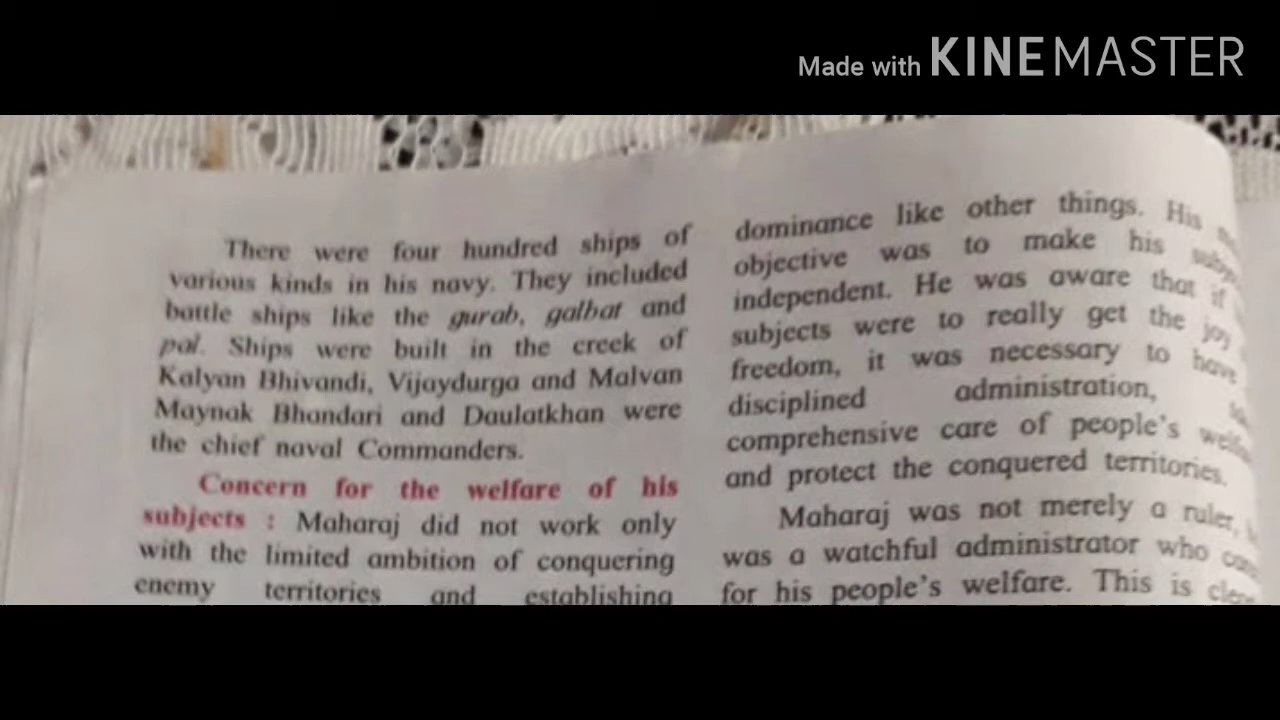 Made with KINEMASTER
There were four hundred ships of
various kinds in his navy. They included
battle ships like the gurab, galbat and
pal. Ships were built in the creek of
Kalyan Bhivandi, Vijaydurga and Malvan
Maynak Bhandari and Daulatkhan were
the chief naval Commanders.
Concern for the welfare of his
subjects : Maharaj did not work only
with the limited ambition of conquering
enemy territories and establishing
dominance like other things. His
objective was to make his
independent. He was aware that if
subjects were to really get the joy
freedom, it was necessary to have
disciplined administration,
comprehensive care of people's
and protect the conquered territories.
Maharaj was not merely a ruler,
was a watchful administrator who
for his people's welfare. This is